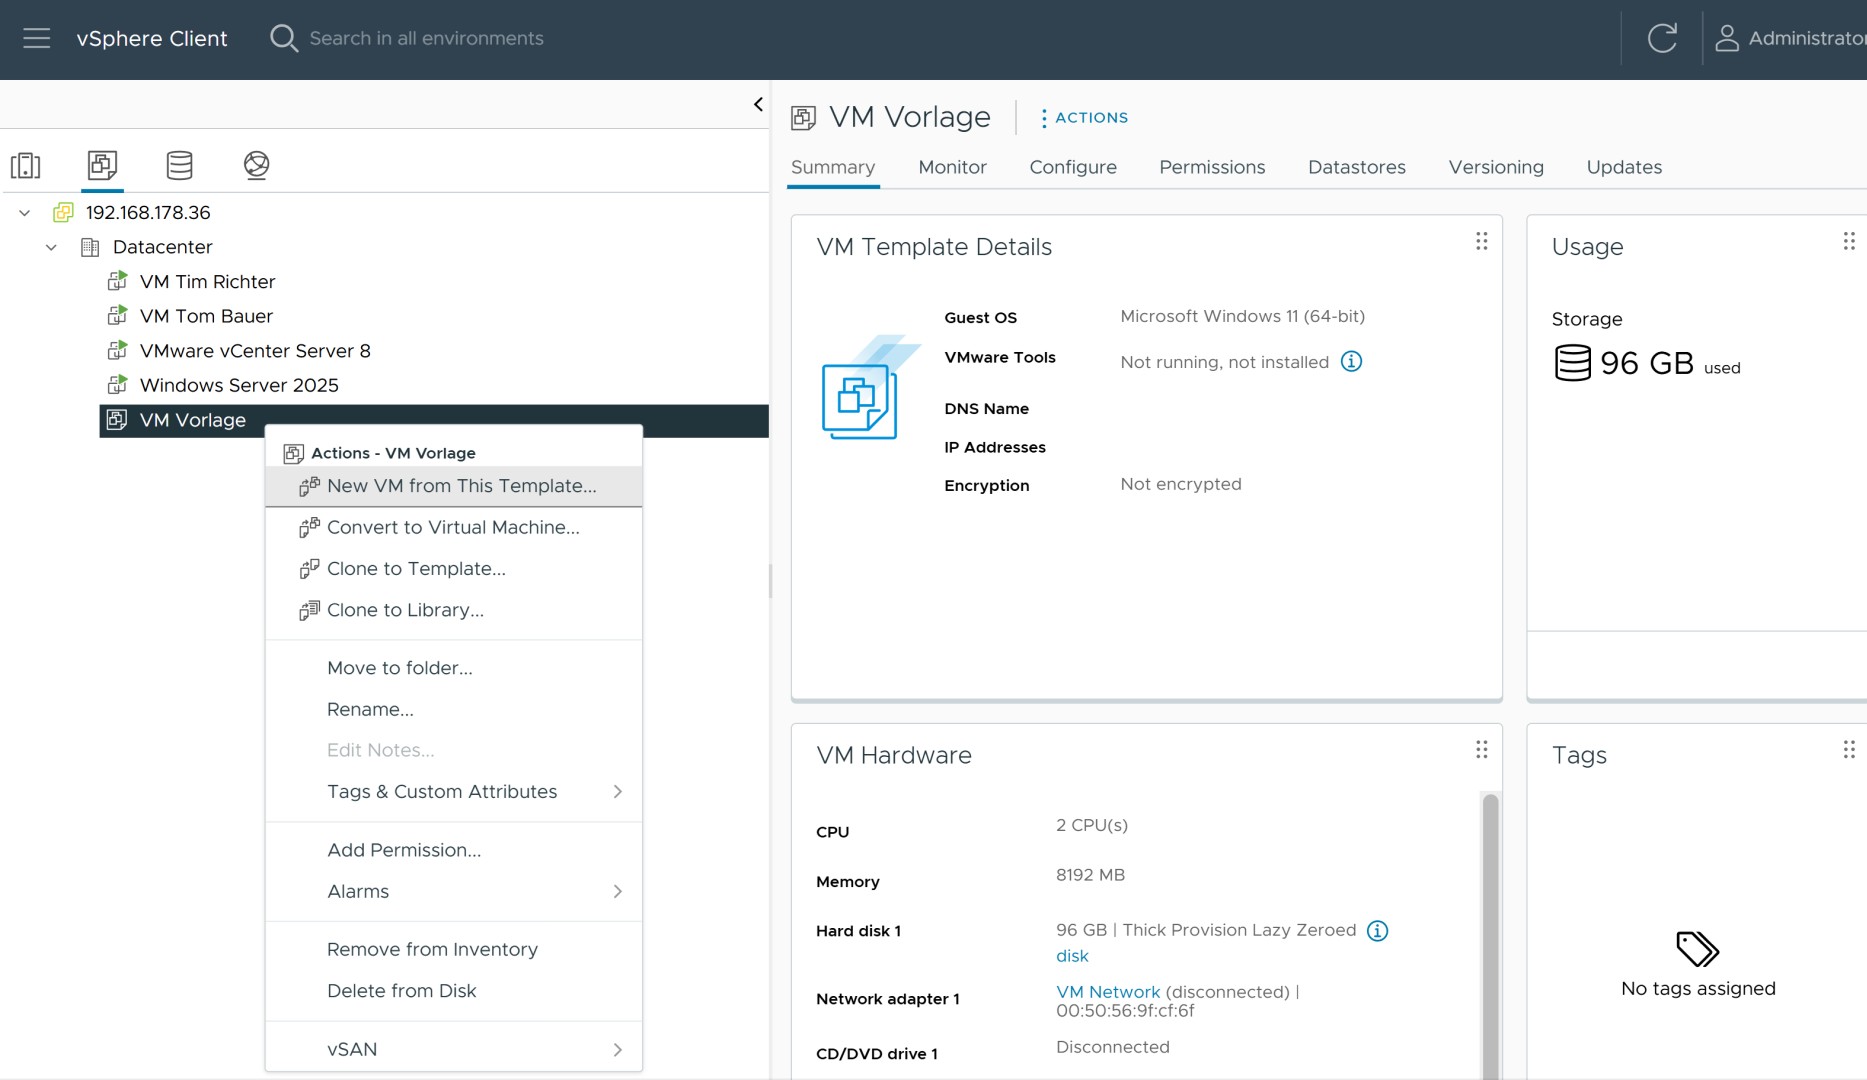 vSphere Client
Search in all environments
Administrator
192.168.178.36
Datacenter
VM Tim Richter
VM Tom Bauer
VMware vCenter Server 8
Windows Server 2025
VM Vorlage
Actions - VM Vorlage
New VM from This Template...
Convert to Virtual Machine...
Clone to Template...
Clone to Library...
Move to folder...
Rename...
Edit Notes...
Tags & Custom Attributes
Add Permission...
Alarms
Remove from Inventory
Delete from Disk
vSAN
VM Vorlage
ACTIONS
Summary Monitor Configure Permissions Datastores Versioning Updates
VM Template Details
Guest OS Microsoft Windows 11 (64-bit)
VMware Tools Not running, not installed
DNS Name
IP Addresses
Encryption Not encrypted
Usage
Storage
96 GB used
VM Hardware
CPU 2 CPU(s)
Memory 8192 MB
Hard disk 1 96 GB | Thick Provision Lazy Zeroed
disk
Network adapter 1 VM Network (disconnected) |
00:50:56:9f:cf:6f
CD/DVD drive 1 Disconnected
Tags
No tags assigned